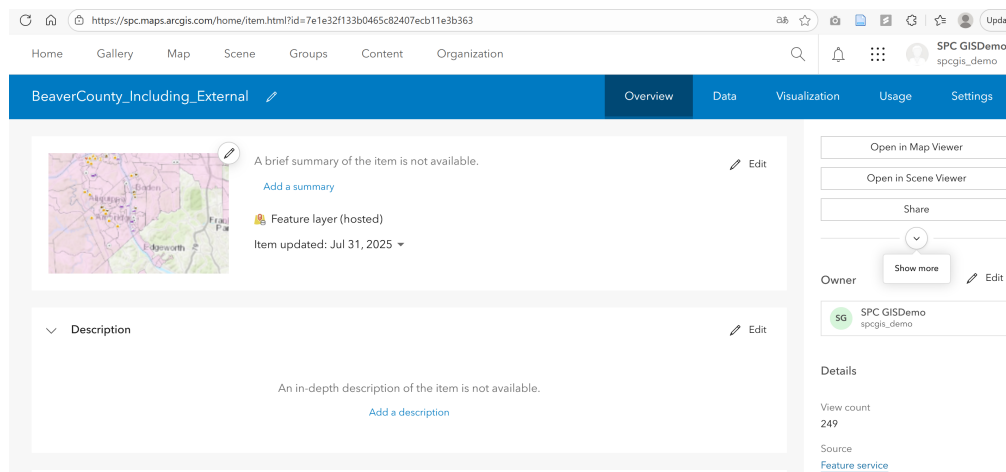 https://spc.maps.arcgis.com/home/item.html?id=7e1e32f133b0465c82407ecb11e3b363
Upda
Home Gallery Map Scene Groups Content Organization
SPC GISDemo
spcgis_demo
BeaverCounty_Including_External
Overview Data Visualization Usage Settings
A brief summary of the item is not available.
Edit
Add a summary
Feature layer (hosted)
Item updated: Jul 31, 2025
Baden
Aliquippa
Edgeworth
Open in Map Viewer
Open in Scene Viewer
Share
Show more
Owner
Edit
SG
SPC GISDemo
spcgis_demo
Description
Edit
An in-depth description of the item is not available.
Add a description
Details
View count
249
Source
Feature service